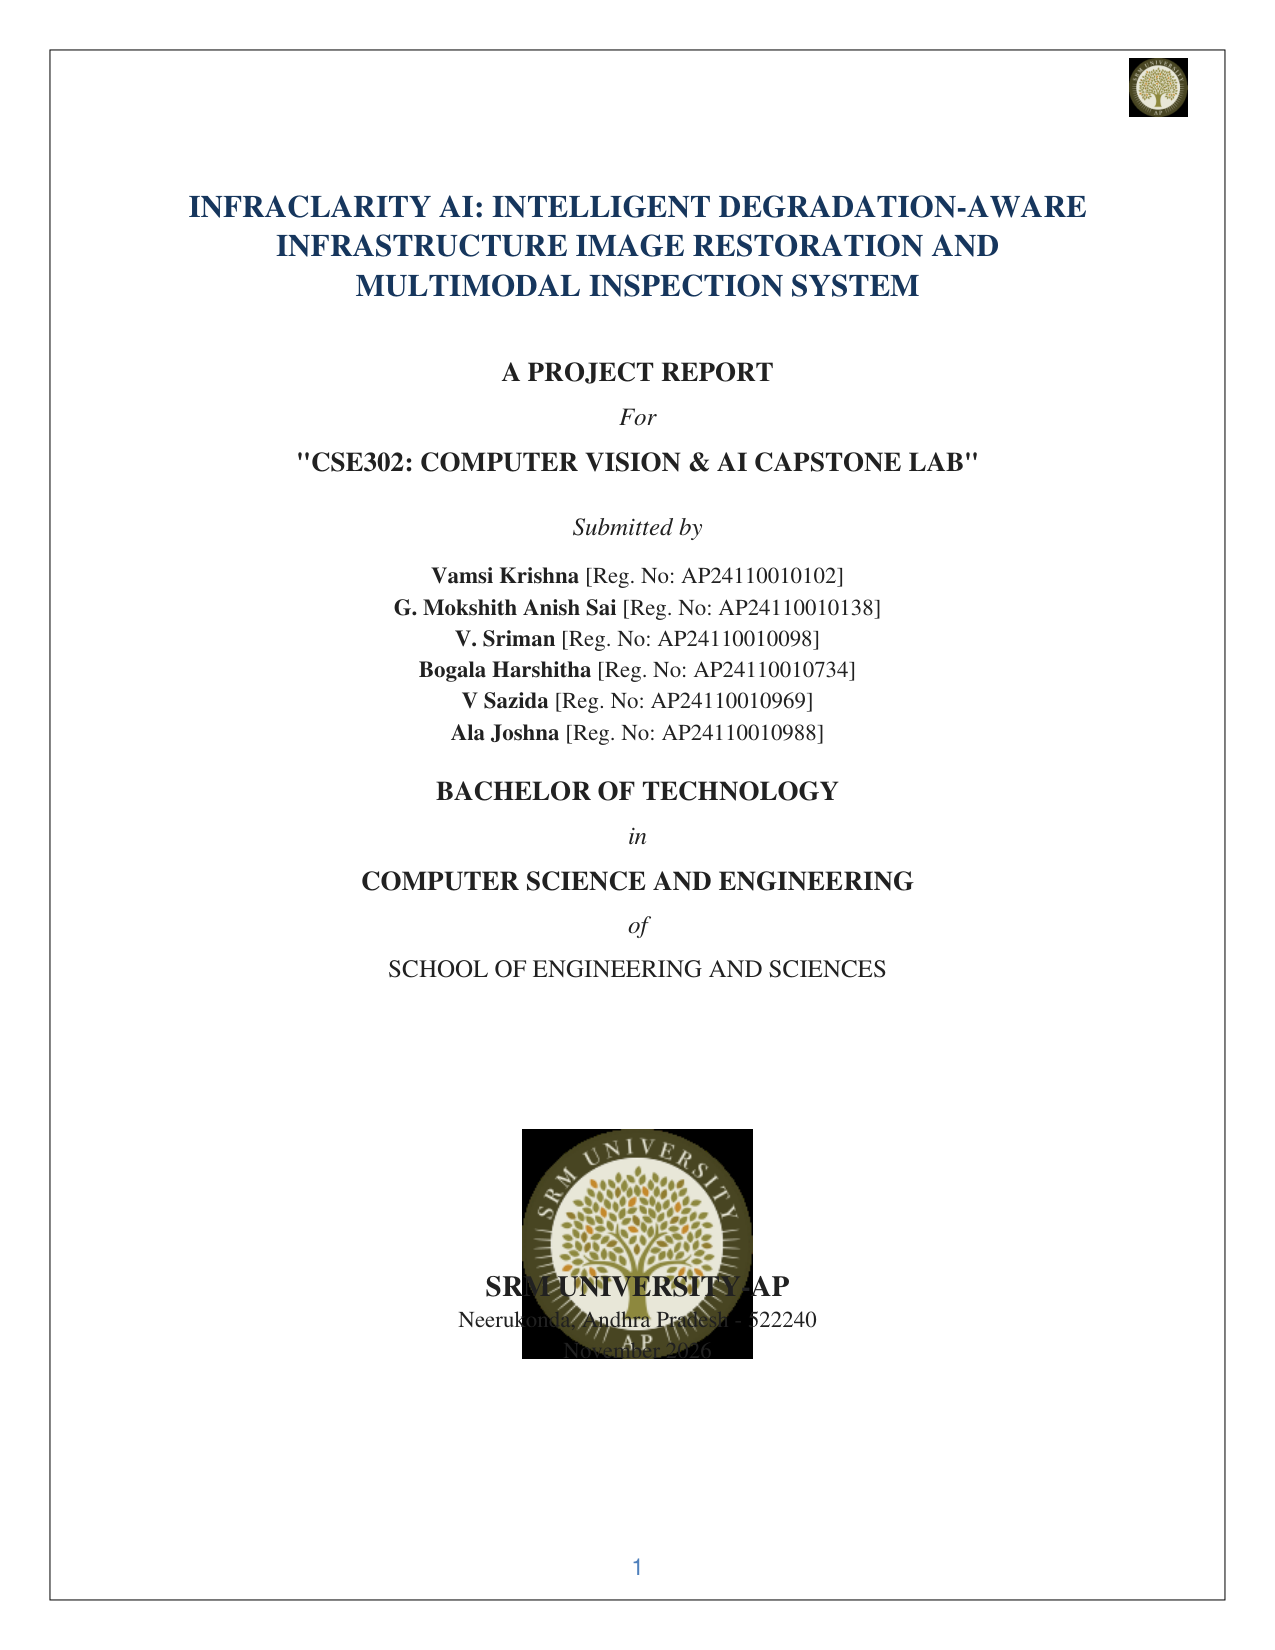 SRM UNIVERSITY
AP
INFRACLARITY AI: INTELLIGENT DEGRADATION-AWARE
INFRASTRUCTURE IMAGE RESTORATION AND
MULTIMODAL INSPECTION SYSTEM
A PROJECT REPORT
For
"CSE302: COMPUTER VISION & AI CAPSTONE LAB"
Submitted by
Vamsi Krishna [Reg. No: AP24110010102]
G. Mokshith Anish Sai [Reg. No: AP24110010138]
V. Sriman [Reg. No: AP24110010098]
Bogala Harshitha [Reg. No: AP24110010734]
V Sazida [Reg. No: AP24110010969]
Ala Joshna [Reg. No: AP24110010988]
BACHELOR OF TECHNOLOGY
in
COMPUTER SCIENCE AND ENGINEERING
of
SCHOOL OF ENGINEERING AND SCIENCES
SRM UNIVERSITY
SRM UNIVERSITY-AP
Neerukonda, Andhra Pradesh - 522240
AP
November 2026
1